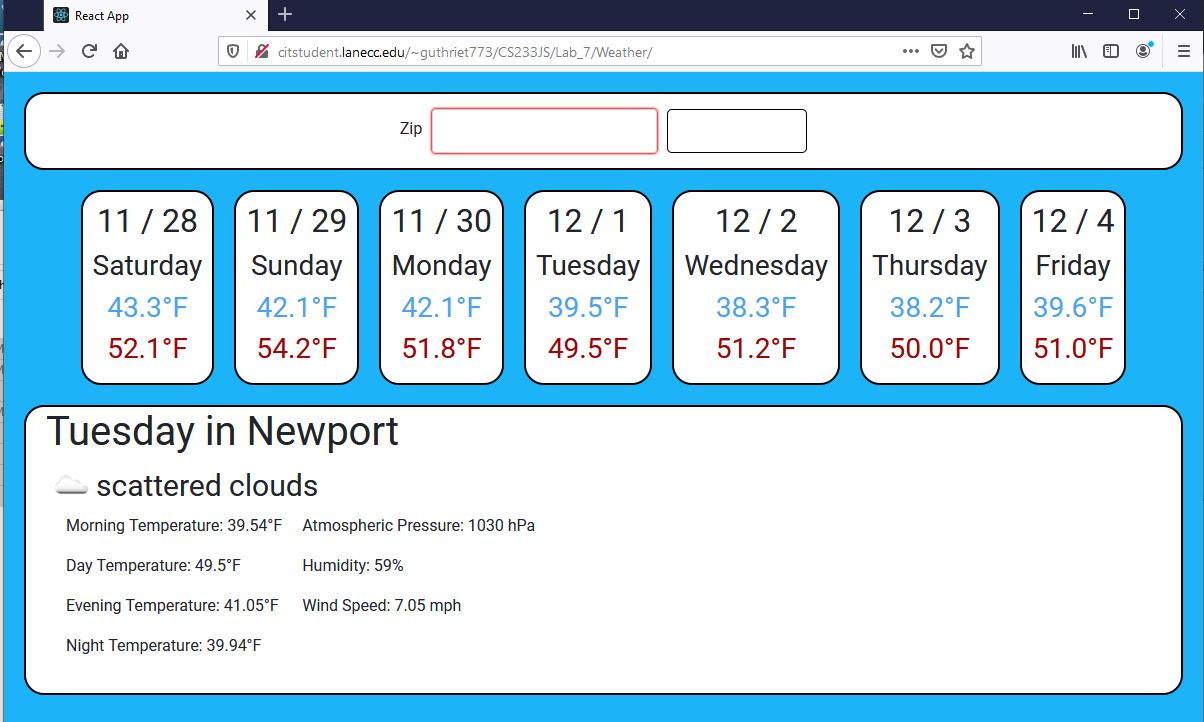 React App
citstudent.lanecc.edu/~guthriet773/CS233JS/Lab_7/Weather/
Zip
11 / 28
Saturday
43.3°F
52.1°F
11 / 29
Sunday
42.1°F
54.2°F
11 / 30
Monday
42.1°F
51.8°F
12 / 1
Tuesday
39.5°F
49.5°F
12 / 2
Wednesday
38.3°F
51.2°F
12 / 3
Thursday
38.2°F
50.0°F
12 / 4
Friday
39.6°F
51.0°F
Tuesday in Newport
scattered clouds
Morning Temperature: 39.54°F
Day Temperature: 49.5°F
Evening Temperature: 41.05°F
Night Temperature: 39.94°F
Atmospheric Pressure: 1030 hPa
Humidity: 59%
Wind Speed: 7.05 mph